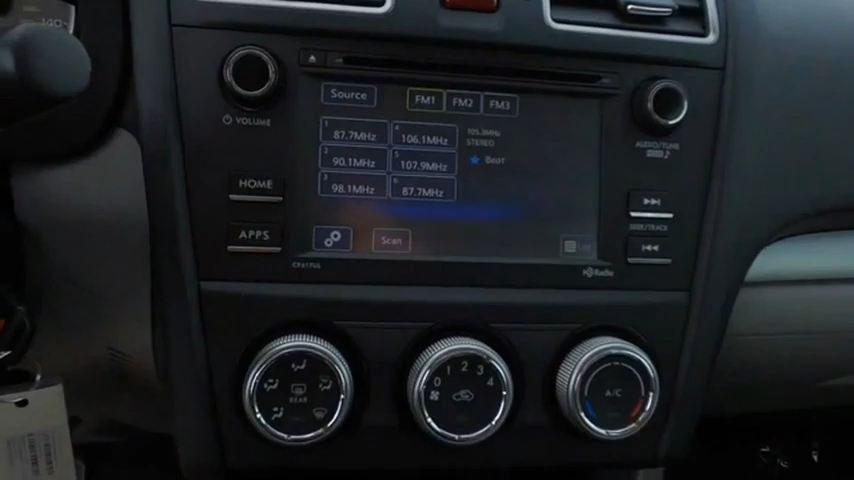 140
Source
FM1 FM2 FM3
VOLUME
AUDIO/TUNE
1 87.7MHz
4 106.1MHz
105.3MHz
STEREO
2 90.1MHz
5 107.9MHz
Beat
3 98.1MHz
6 87.7MHz
HOME
APPS
SEEK/TRACK
Scan
HD Radio
0 1 2 3 4
REAR
A/C